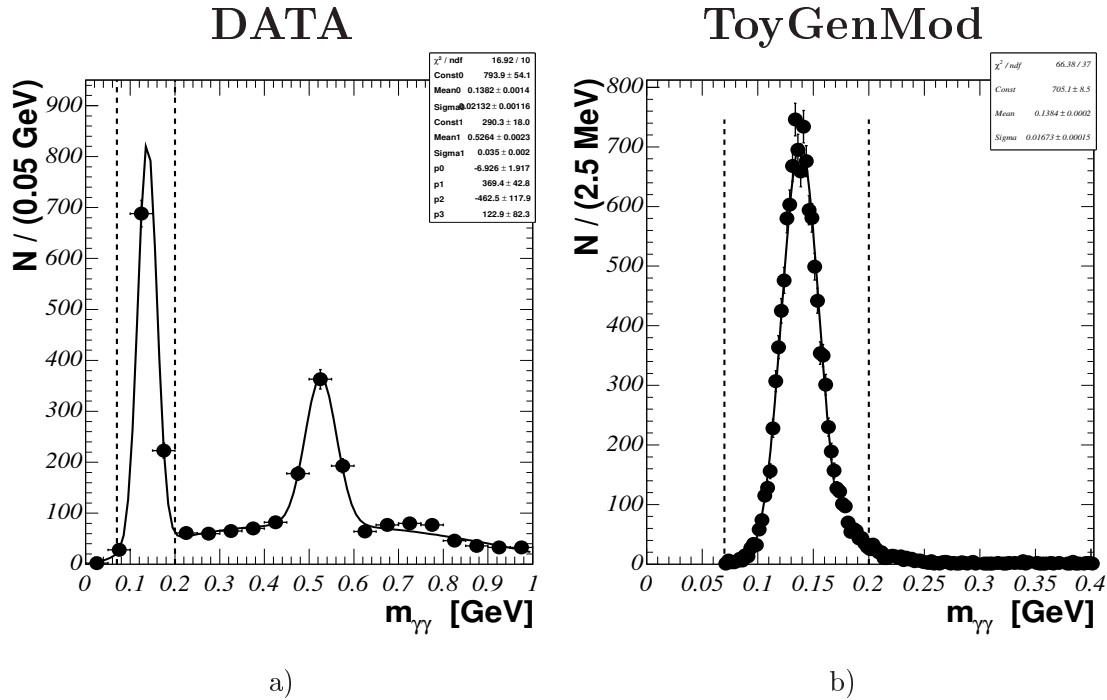 DATA
ToyGenMod
N / (0.05 GeV)
900
800
700
600
500
400
300
200
100
0
0 0.1 0.2 0.3 0.4 0.5 0.6 0.7 0.8 0.9 1
mγγ [GeV]
χ² / ndf 16.92 / 10
Const0 793.9 ± 54.1
Mean0 0.1382 ± 0.0014
Sigma0 0.02132 ± 0.00116
Const1 290.3 ± 18.0
Mean1 0.5264 ± 0.0023
Sigma1 0.035 ± 0.002
p0 -6.926 ± 1.917
p1 369.4 ± 42.8
p2 -462.5 ± 117.9
p3 122.9 ± 82.3
a)
N / (2.5 MeV)
800
700
600
500
400
300
200
100
0
0 0.05 0.1 0.15 0.2 0.25 0.3 0.35 0.4
mγγ [GeV]
χ² / ndf 66.38 / 37
Const 705.1 ± 8.5
Mean 0.1384 ± 0.0002
Sigma 0.01673 ± 0.00015
b)